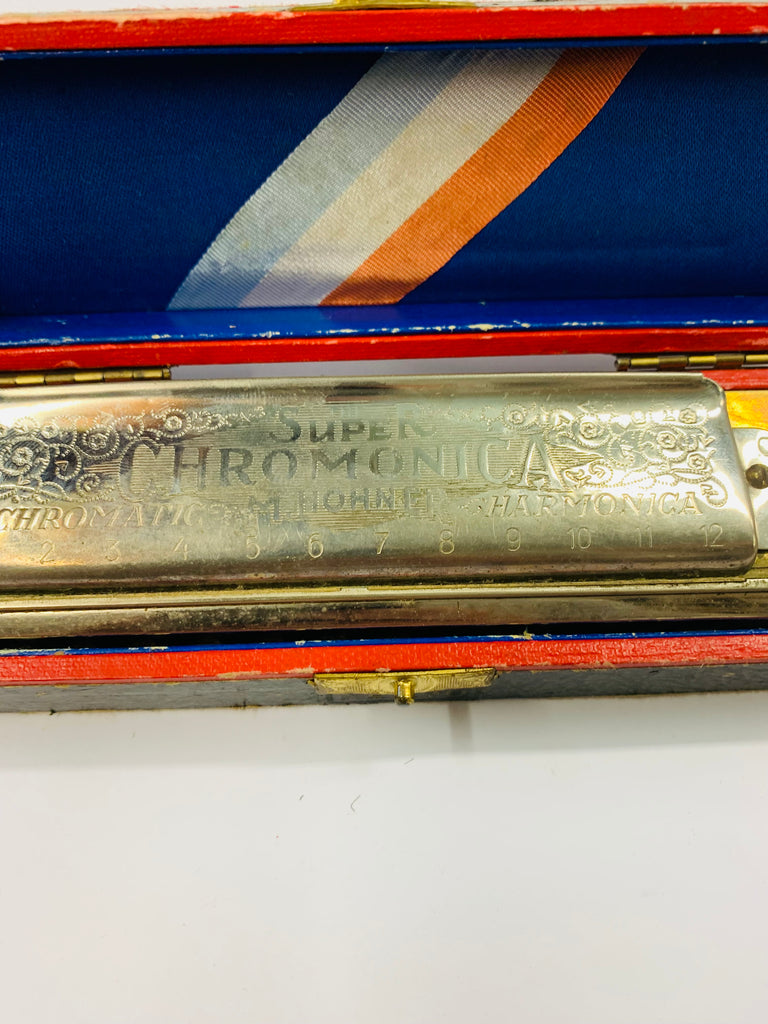 SUPER
CHROMONICA
CHROMATIC M. HOHNER HARMONICA
2 3 4 5 6 7 8 9 10 11 12